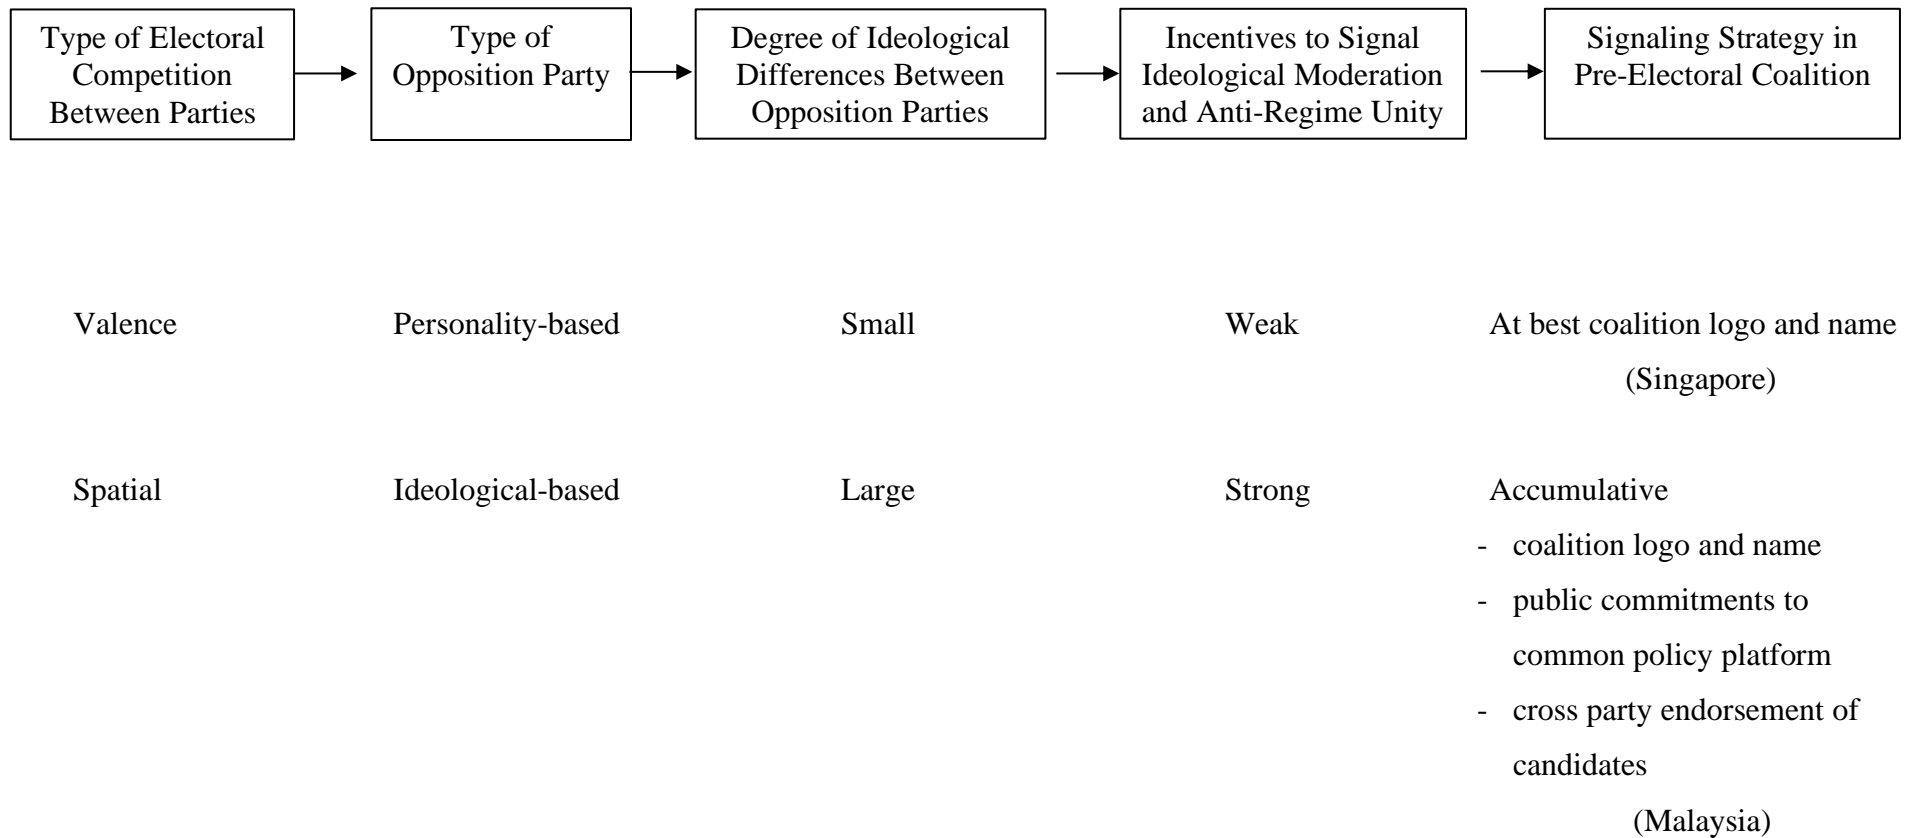 Type of Electoral
Competition
Between Parties
Type of
Opposition Party
Degree of Ideological
Differences Between
Opposition Parties
Incentives to Signal
Ideological Moderation
and Anti-Regime Unity
Signaling Strategy in
Pre-Electoral Coalition
Valence
Personality-based
Small
Weak
At best coalition logo and name
(Singapore)
Spatial
Ideological-based
Large
Strong
Accumulative
- coalition logo and name
- public commitments to
common policy platform
- cross party endorsement of
candidates
(Malaysia)